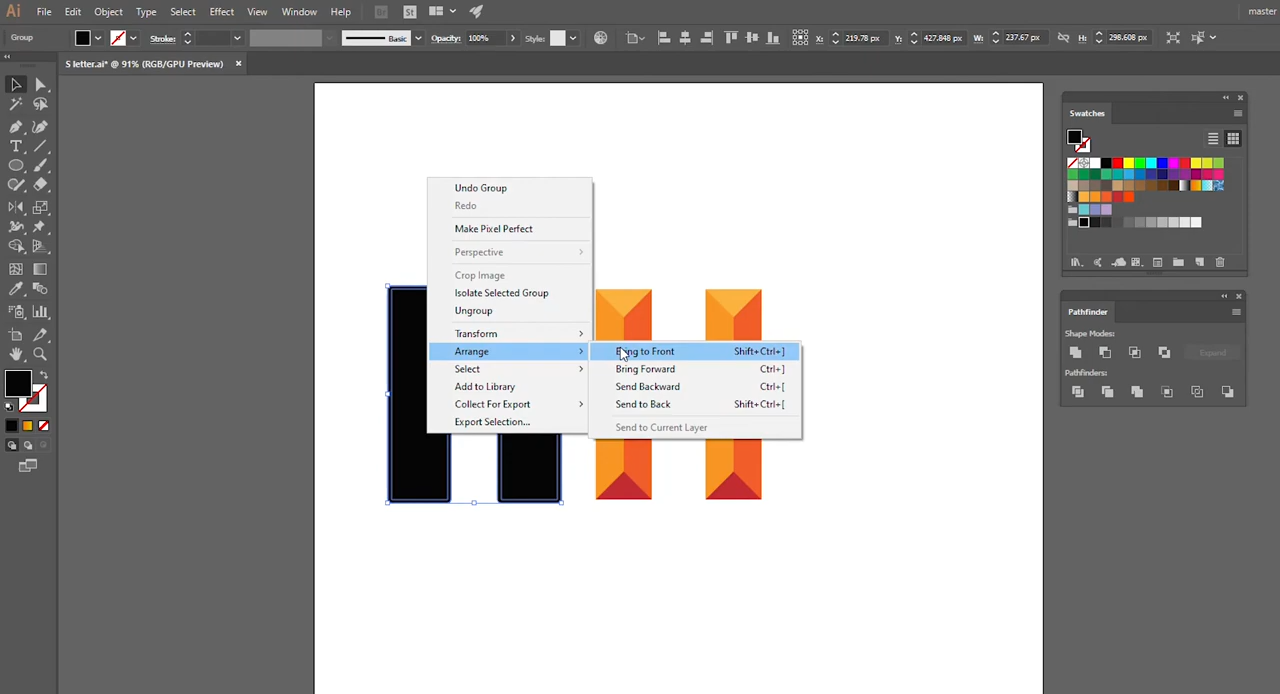 Ai File Edit Object Type Select Effect View Window Help Br St master
Group Stroke: Basic Opacity: 100% Style: X: 219.78 px Y: 427.848 px W: 237.67 px H: 298.608 px
S letter.ai* @ 91% (RGB/GPU Preview)
Swatches
Undo Group
Redo
Make Pixel Perfect
Perspective
Crop Image
Isolate Selected Group
Ungroup
Transform
Arrange
Select
Add to Library
Collect For Export
Export Selection...
Bring to Front Shift+Ctrl+]
Bring Forward Ctrl+]
Send Backward Ctrl+[
Send to Back Shift+Ctrl+[
Send to Current Layer
Pathfinder
Shape Modes:
Expand
Pathfinders: